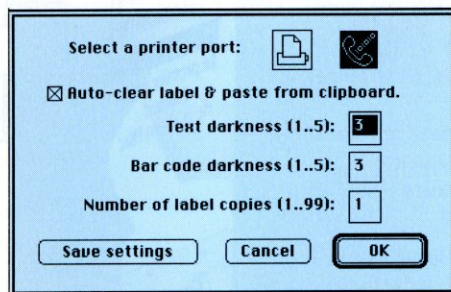 Select a printer port:
Auto-clear label & paste from clipboard.
Text darkness (1..5): 3
Bar code darkness (1..5): 3
Number of label copies (1..99): 1
Save settings Cancel OK